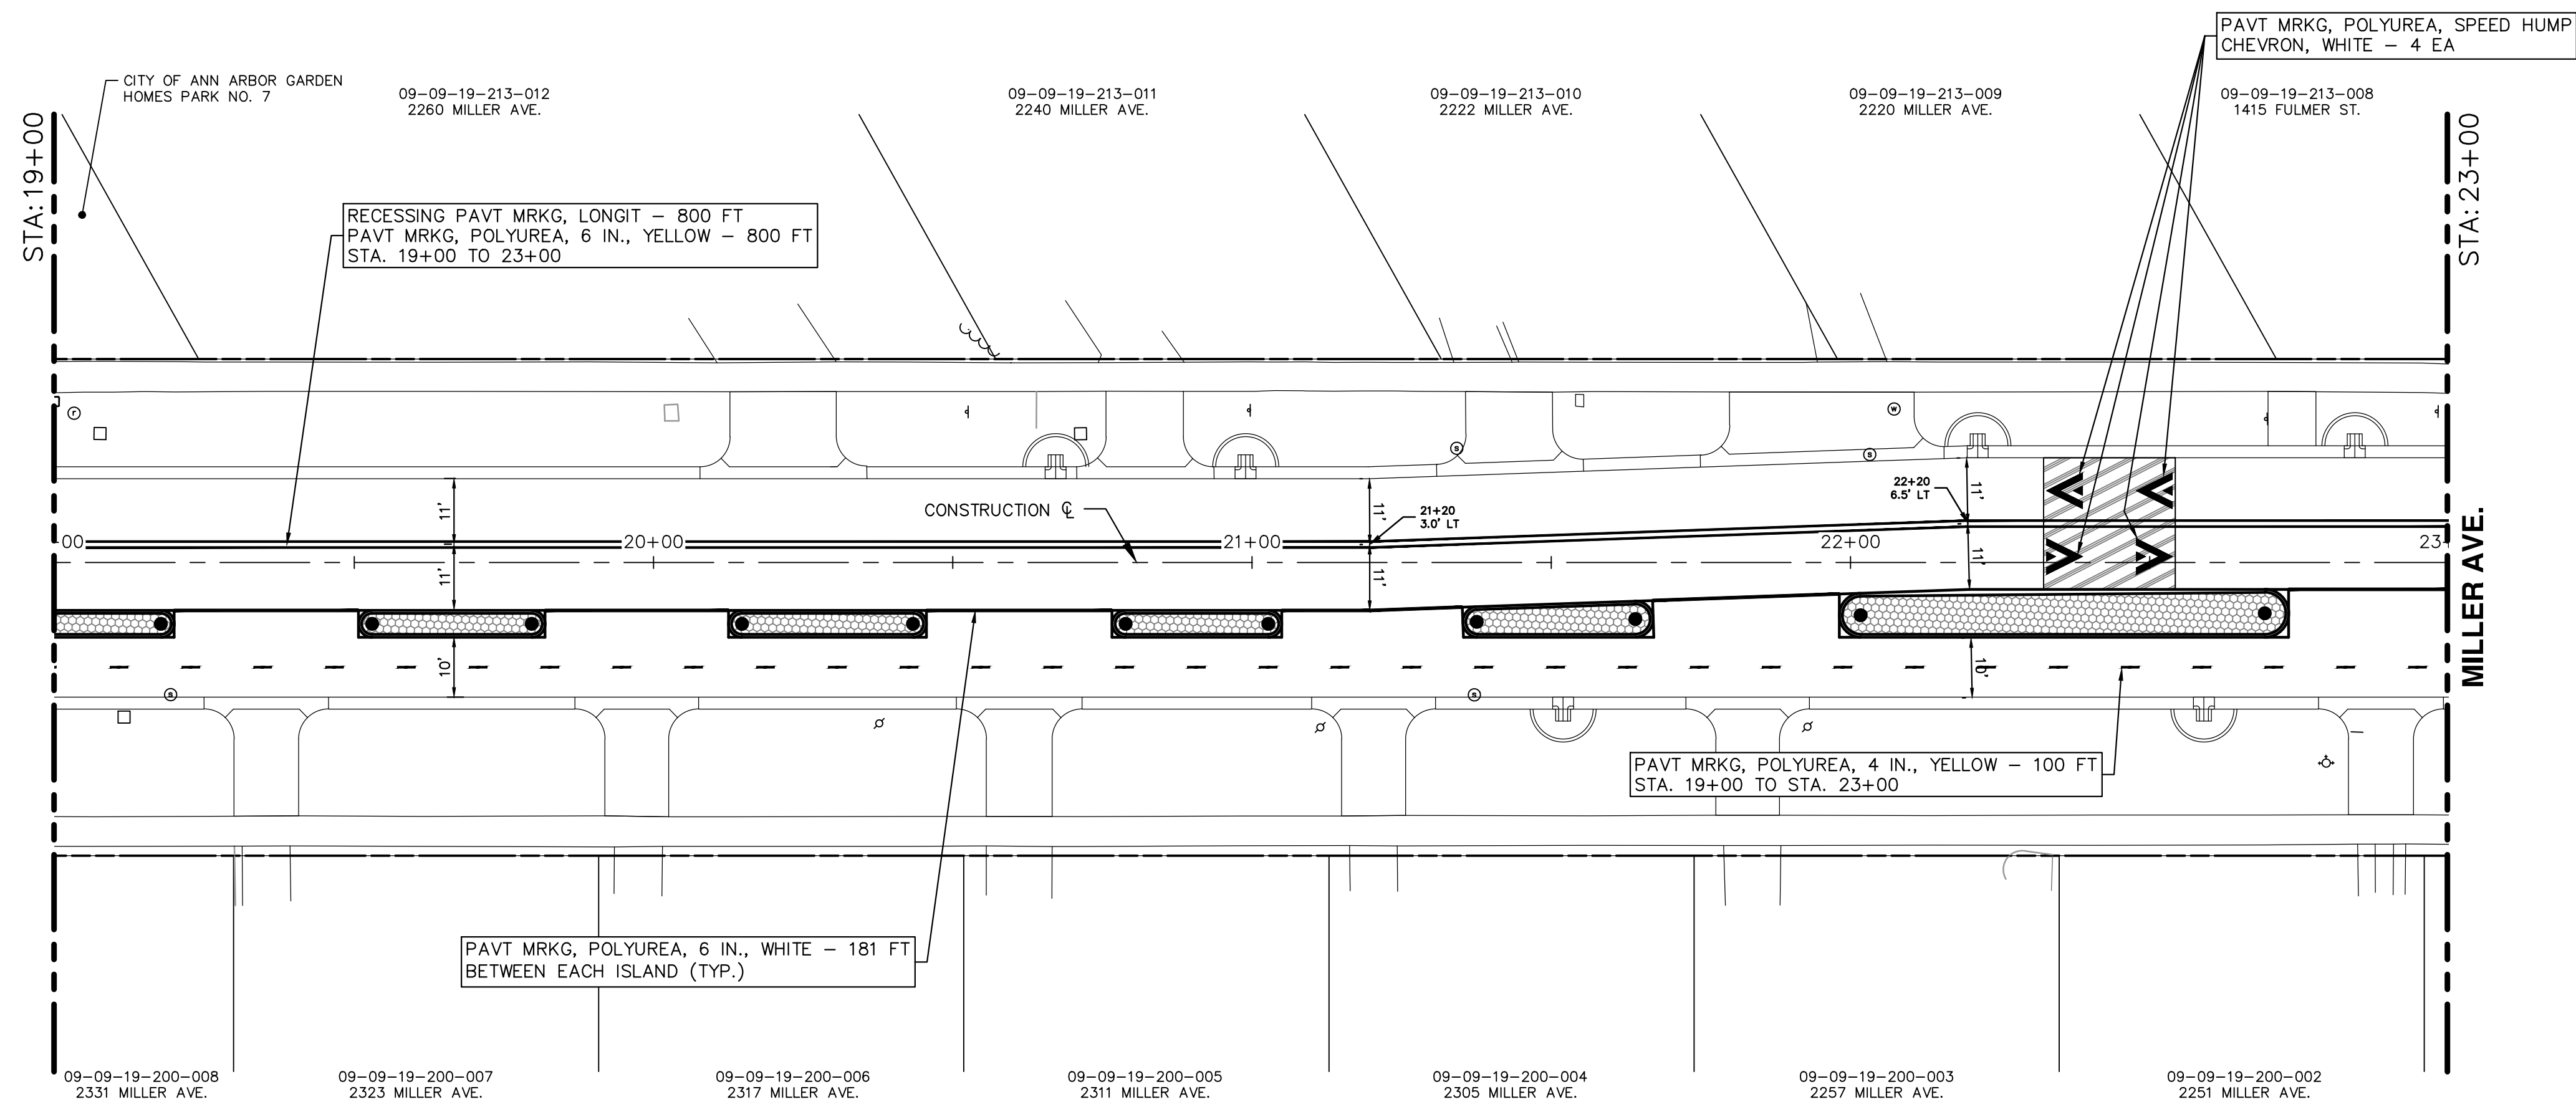 PAVT MRKG, POLYUREA, SPEED HUMP
CHEVRON, WHITE – 4 EA
CITY OF ANN ARBOR GARDEN
HOMES PARK NO. 7
09–09–19–213–012
2260 MILLER AVE.
09–09–19–213–011
2240 MILLER AVE.
09–09–19–213–010
2222 MILLER AVE.
09–09–19–213–009
2220 MILLER AVE.
09–09–19–213–008
1415 FULMER ST.
STA:19+00
STA:23+00
RECESSING PAVT MRKG, LONGIT – 800 FT
PAVT MRKG, POLYUREA, 6 IN., YELLOW – 800 FT
STA. 19+00 TO 23+00
r
w
s
s
22+20
6.5' LT
11'
11'
11'
CONSTRUCTION ℄
21+20
3.0' LT
00
20+00
21+00
22+00
23+
11'
11'
11'
MILLER AVE.
10'
10'
s
s
PAVT MRKG, POLYUREA, 4 IN., YELLOW – 100 FT
STA. 19+00 TO STA. 23+00
PAVT MRKG, POLYUREA, 6 IN., WHITE – 181 FT
BETWEEN EACH ISLAND (TYP.)
09–09–19–200–008
2331 MILLER AVE.
09–09–19–200–007
2323 MILLER AVE.
09–09–19–200–006
2317 MILLER AVE.
09–09–19–200–005
2311 MILLER AVE.
09–09–19–200–004
2305 MILLER AVE.
09–09–19–200–003
2257 MILLER AVE.
09–09–19–200–002
2251 MILLER AVE.